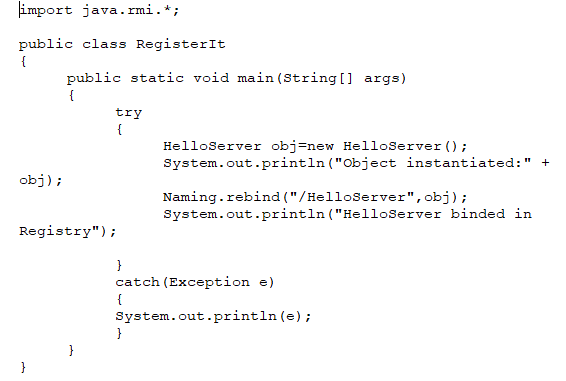 import java.rmi.*;
public class RegisterIt
{
public static void main(String[] args)
{
try
{
HelloServer obj=new HelloServer();
System.out.println("Object instantiated:" +
obj);
Naming.rebind("/HelloServer",obj);
System.out.println("HelloServer binded in
Registry");
}
catch(Exception e)
{
System.out.println(e);
}
}
}